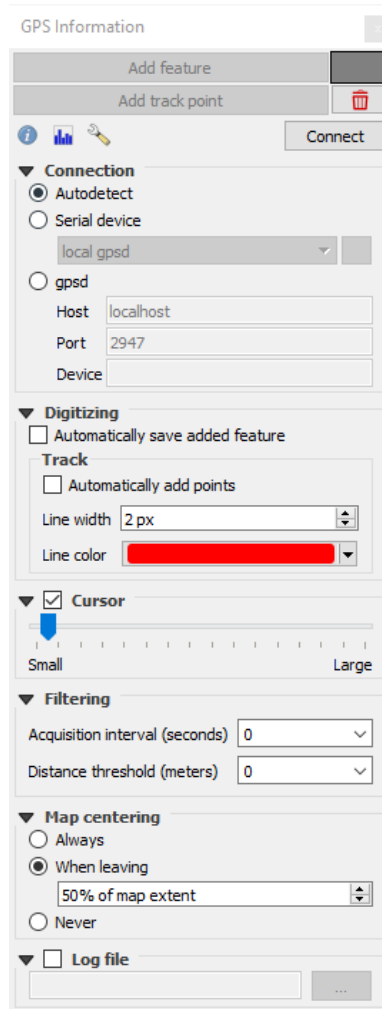 GPS Information
Add feature
Add track point
Connect
Connection
Autodetect
Serial device
local gpsd
gpsd
Host localhost
Port 2947
Device
Digitizing
Automatically save added feature
Track
Automatically add points
Line width 2 px
Line color
Cursor
Small Large
Filtering
Acquisition interval (seconds) 0
Distance threshold (meters) 0
Map centering
Always
When leaving
50% of map extent
Never
Log file
...